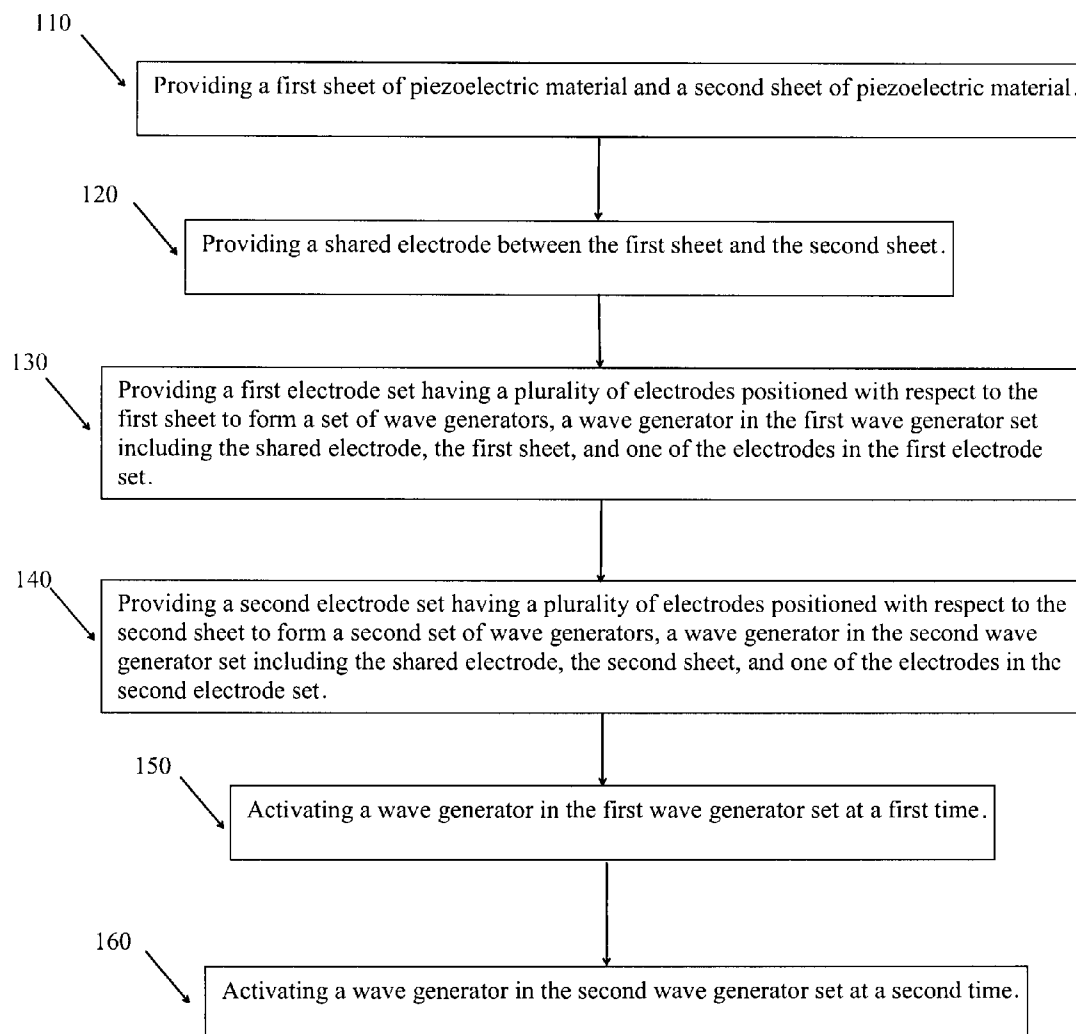 110
Providing a first sheet of piezoelectric material and a second sheet of piezoelectric material.
120
Providing a shared electrode between the first sheet and the second sheet.
130
Providing a first electrode set having a plurality of electrodes positioned with respect to the
first sheet to form a set of wave generators, a wave generator in the first wave generator set
including the shared electrode, the first sheet, and one of the electrodes in the first electrode
set.
140
Providing a second electrode set having a plurality of electrodes positioned with respect to the
second sheet to form a second set of wave generators, a wave generator in the second wave
generator set including the shared electrode, the second sheet, and one of the electrodes in the
second electrode set.
150
Activating a wave generator in the first wave generator set at a first time.
160
Activating a wave generator in the second wave generator set at a second time.